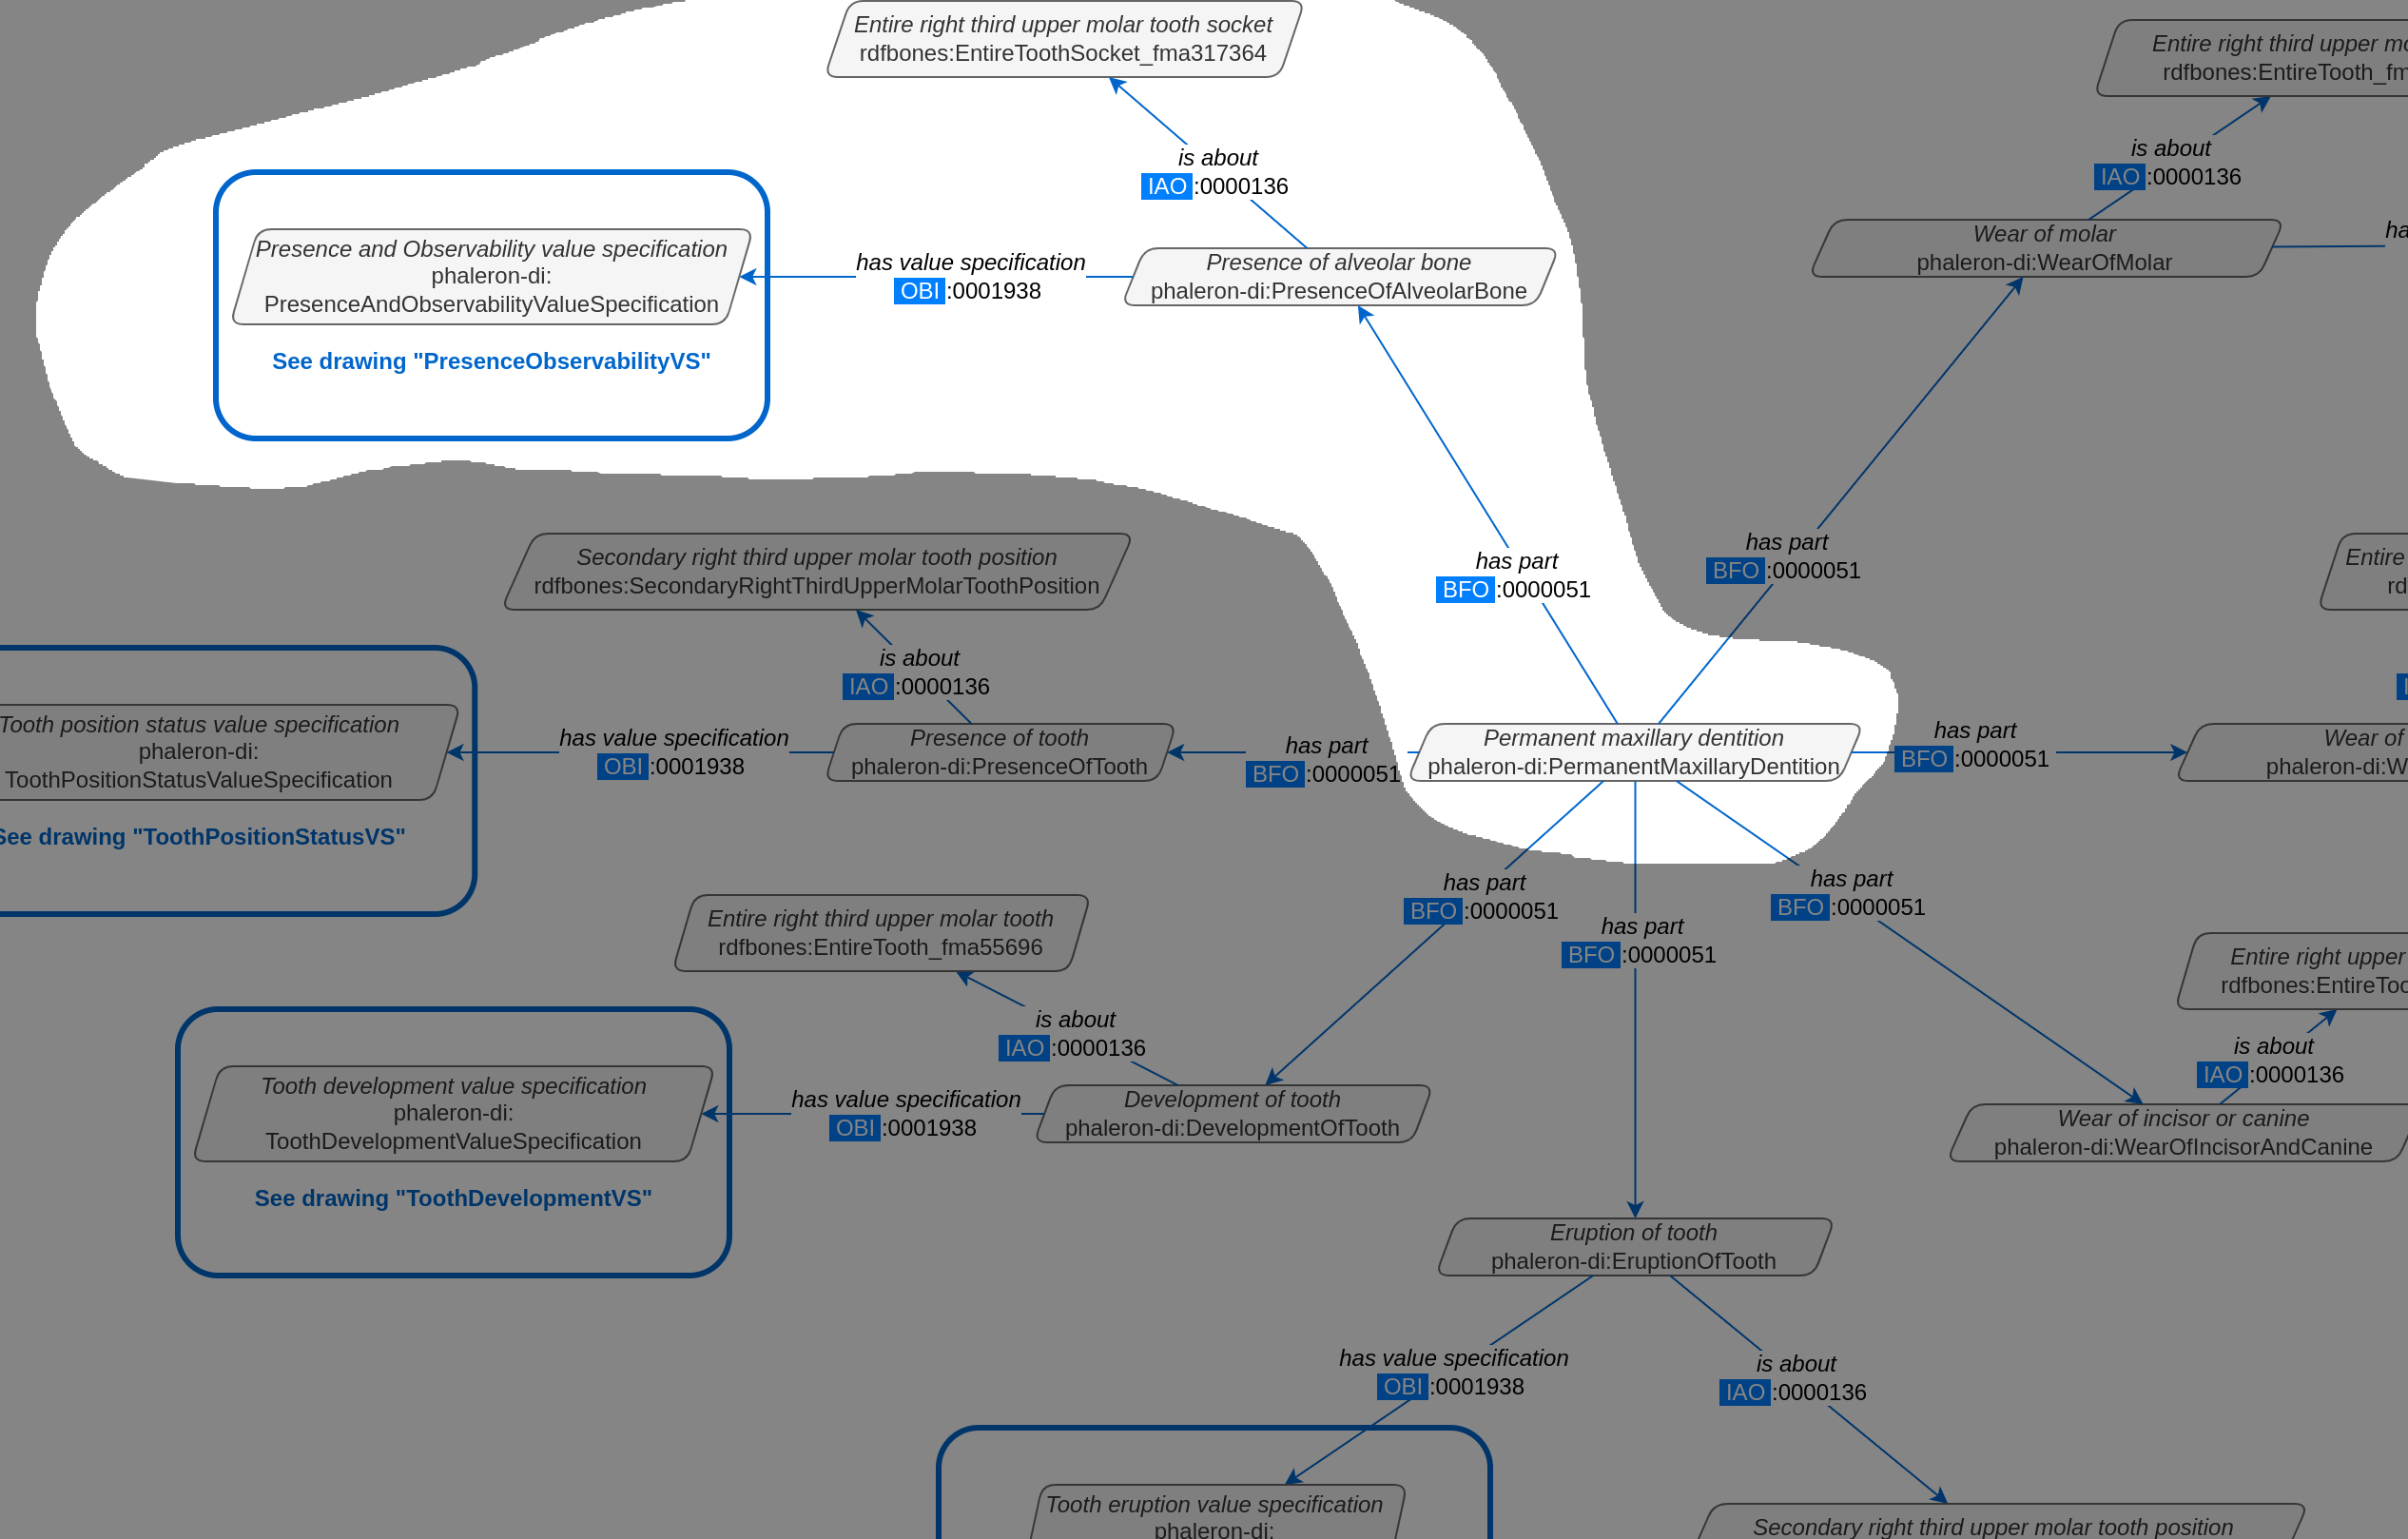 Entire right third upper molar tooth socket
rdfbones:EntireToothSocket_fma317364
Entire right third upper mo
rdfbones:EntireTooth_fm
is about
IAO :0000136
is about
IAO :0000136
Presence and Observability value specification
phaleron-di:
PresenceAndObservabilityValueSpecification
See drawing "PresenceObservabilityVS"
has value specification
OBI :0001938
Presence of alveolar bone
phaleron-di:PresenceOfAlveolarBone
Wear of molar
phaleron-di:WearOfMolar
ha
has part
BFO :0000051
has part
BFO :0000051
Secondary right third upper molar tooth position
rdfbones:SecondaryRightThirdUpperMolarToothPosition
Entire
rd
is about
IAO :0000136
Tooth position status value specification
phaleron-di:
ToothPositionStatusValueSpecification
See drawing "ToothPositionStatusVS"
has value specification
OBI :0001938
Presence of tooth
phaleron-di:PresenceOfTooth
has part
BFO :0000051
Permanent maxillary dentition
phaleron-di:PermanentMaxillaryDentition
has part
BFO :0000051
Wear of
phaleron-di:W
has part
BFO :0000051
has part
BFO :0000051
has part
BFO :0000051
Entire right third upper molar tooth
rdfbones:EntireTooth_fma55696
Entire right upper
rdfbones:EntireToo
is about
IAO :0000136
is about
IAO :0000136
Tooth development value specification
phaleron-di:
ToothDevelopmentValueSpecification
See drawing "ToothDevelopmentVS"
has value specification
OBI :0001938
Development of tooth
phaleron-di:DevelopmentOfTooth
Wear of incisor or canine
phaleron-di:WearOfIncisorAndCanine
Eruption of tooth
phaleron-di:EruptionOfTooth
has value specification
OBI :0001938
is about
IAO :0000136
Tooth eruption value specification
phaleron-di:
Secondary right third upper molar tooth position